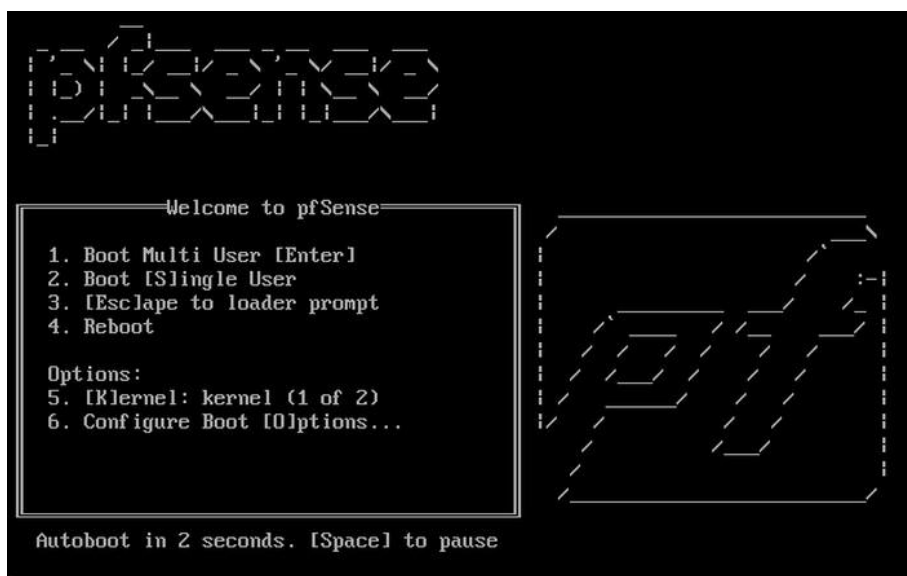 pfsense
Welcome to pfSense
1. Boot Multi User [Enter]
2. Boot [S]ingle User
3. [Esc]ape to loader prompt
4. Reboot
Options:
5. [K]ernel: kernel (1 of 2)
6. Configure Boot [O]ptions...
pf
Autoboot in 2 seconds. [Space] to pause